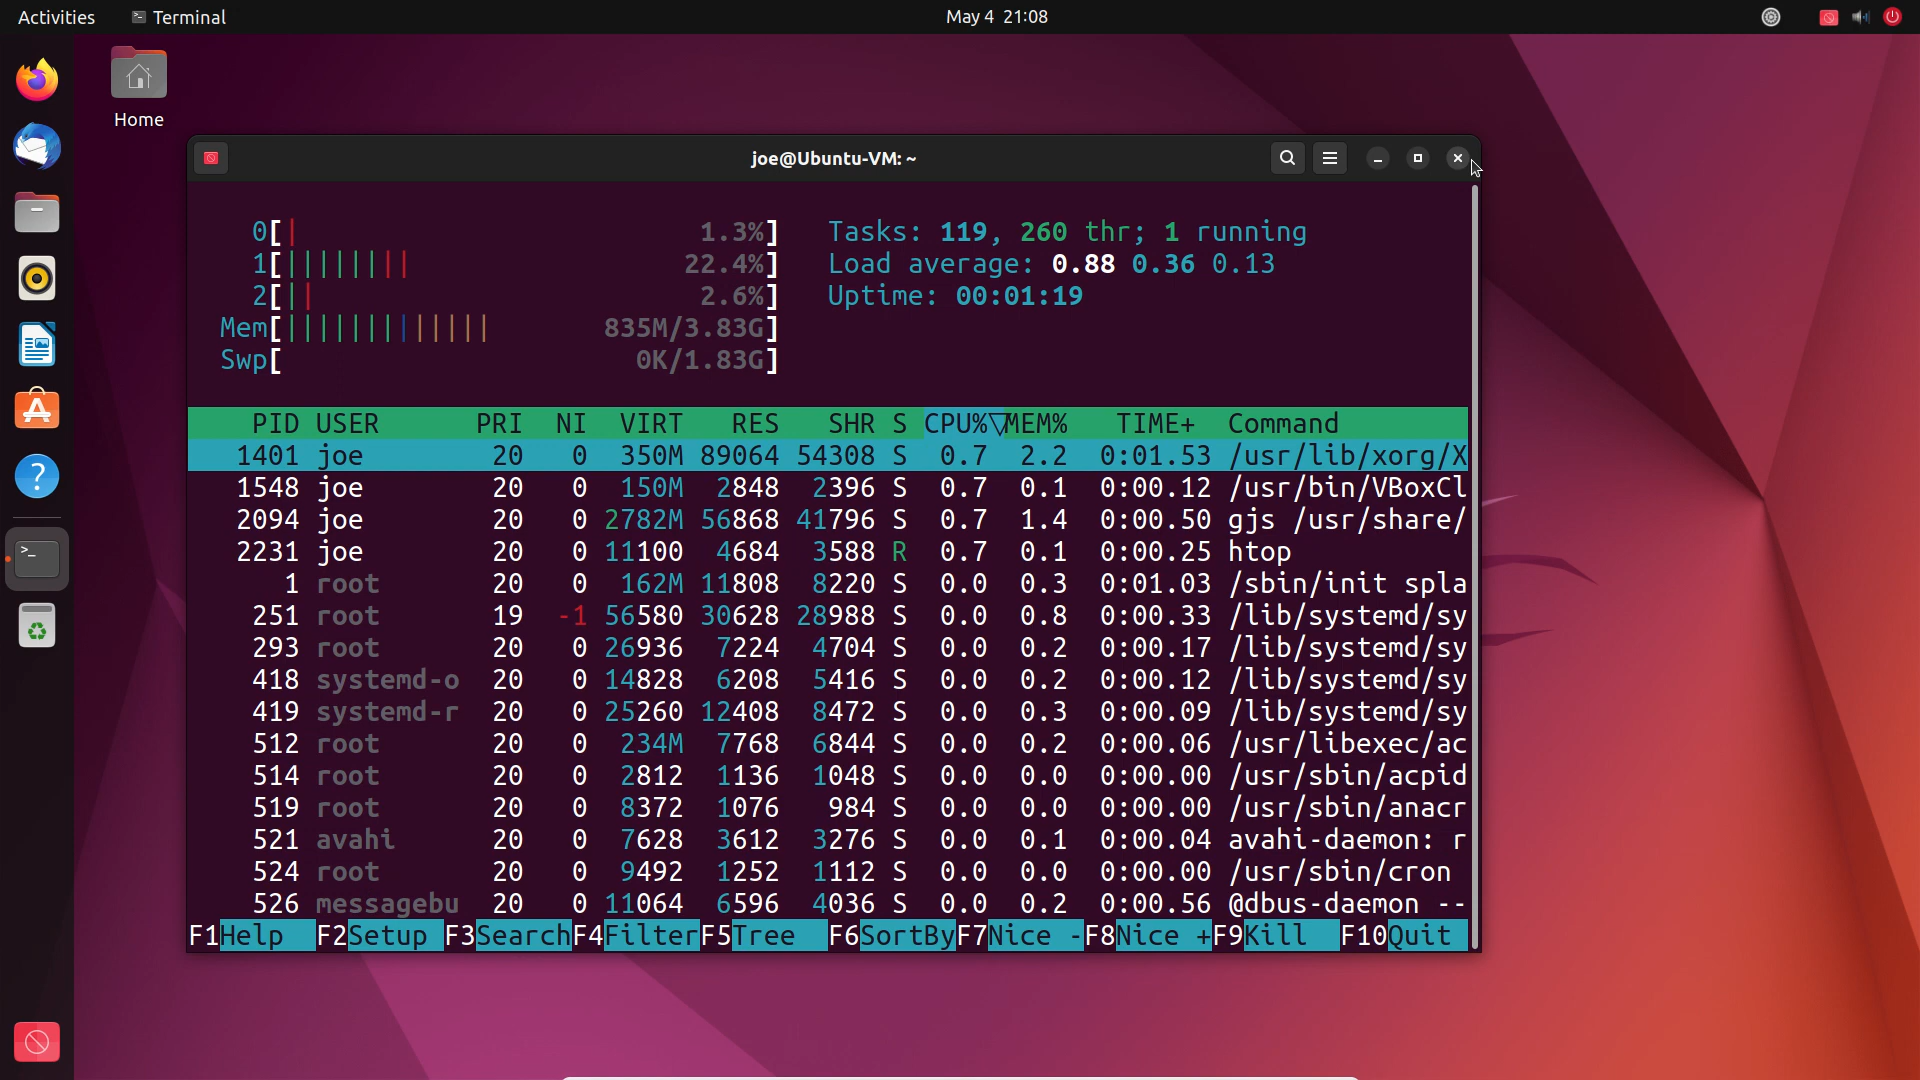 Activities Terminal May 4 21:08
Home
joe@Ubuntu-VM: ~
0[| 1.3%] Tasks: 119, 260 thr; 1 running
1[|||||||| 22.4%] Load average: 0.88 0.36 0.13
2[|| 2.6%] Uptime: 00:01:19
Mem[||||||||||||| 835M/3.83G]
Swp[ 0K/1.83G]
PID USER PRI NI VIRT RES SHR S CPU%▽MEM% TIME+ Command
1401 joe 20 0 350M 89064 54308 S 0.7 2.2 0:01.53 /usr/lib/xorg/X
1548 joe 20 0 150M 2848 2396 S 0.7 0.1 0:00.12 /usr/bin/VBoxCl
2094 joe 20 0 2782M 56868 41796 S 0.7 1.4 0:00.50 gjs /usr/share/
2231 joe 20 0 11100 4684 3588 R 0.7 0.1 0:00.25 htop
1 root 20 0 162M 11808 8220 S 0.0 0.3 0:01.03 /sbin/init spla
251 root 19 -1 56580 30628 28988 S 0.0 0.8 0:00.33 /lib/systemd/sy
293 root 20 0 26936 7224 4704 S 0.0 0.2 0:00.17 /lib/systemd/sy
418 systemd-o 20 0 14828 6208 5416 S 0.0 0.2 0:00.12 /lib/systemd/sy
419 systemd-r 20 0 25260 12408 8472 S 0.0 0.3 0:00.09 /lib/systemd/sy
512 root 20 0 234M 7768 6844 S 0.0 0.2 0:00.06 /usr/libexec/ac
514 root 20 0 2812 1136 1048 S 0.0 0.0 0:00.00 /usr/sbin/acpid
519 root 20 0 8372 1076 984 S 0.0 0.0 0:00.00 /usr/sbin/anacr
521 avahi 20 0 7628 3612 3276 S 0.0 0.1 0:00.04 avahi-daemon: r
524 root 20 0 9492 1252 1112 S 0.0 0.0 0:00.00 /usr/sbin/cron
526 messagebu 20 0 11064 6596 4036 S 0.0 0.2 0:00.56 @dbus-daemon --
F1Help F2Setup F3SearchF4FilterF5Tree F6SortByF7Nice -F8Nice +F9Kill F10Quit